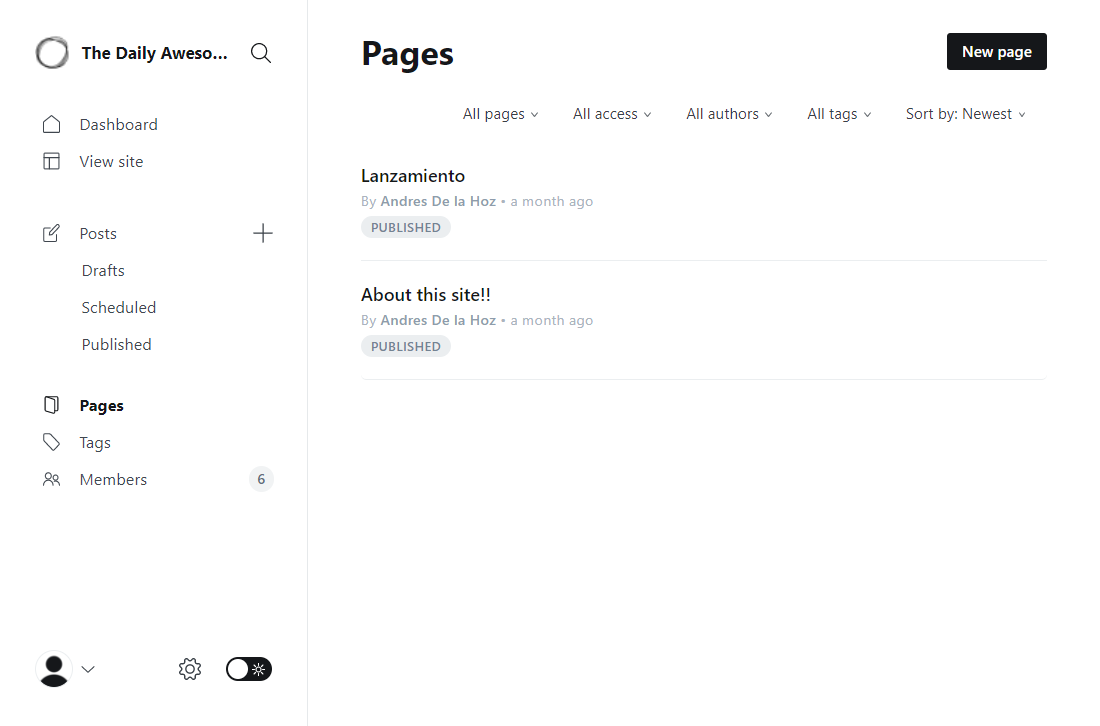 The Daily Aweso...
Dashboard
View site
Posts
Drafts
Scheduled
Published
Pages
Tags
Members 6
Pages
New page
All pages All access All authors All tags Sort by: Newest
Lanzamiento
By Andres De la Hoz • a month ago
PUBLISHED
About this site!!
By Andres De la Hoz • a month ago
PUBLISHED